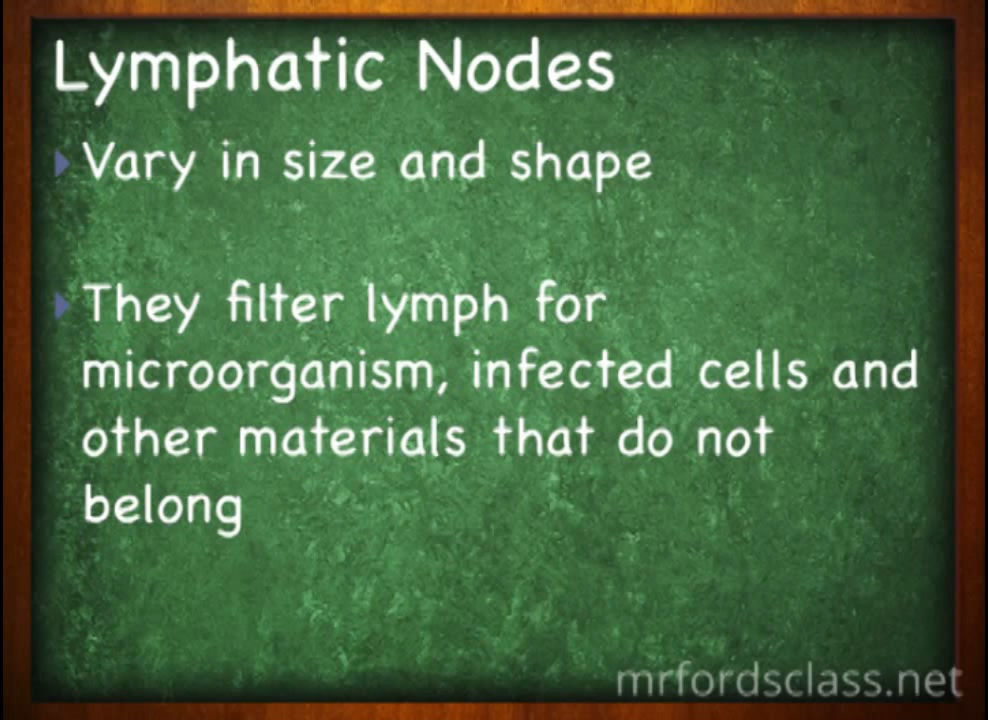 Lymphatic Nodes
Vary in size and shape
They filter lymph for
microorganism, infected cells and
other materials that do not
belong
mrfordsclass.net